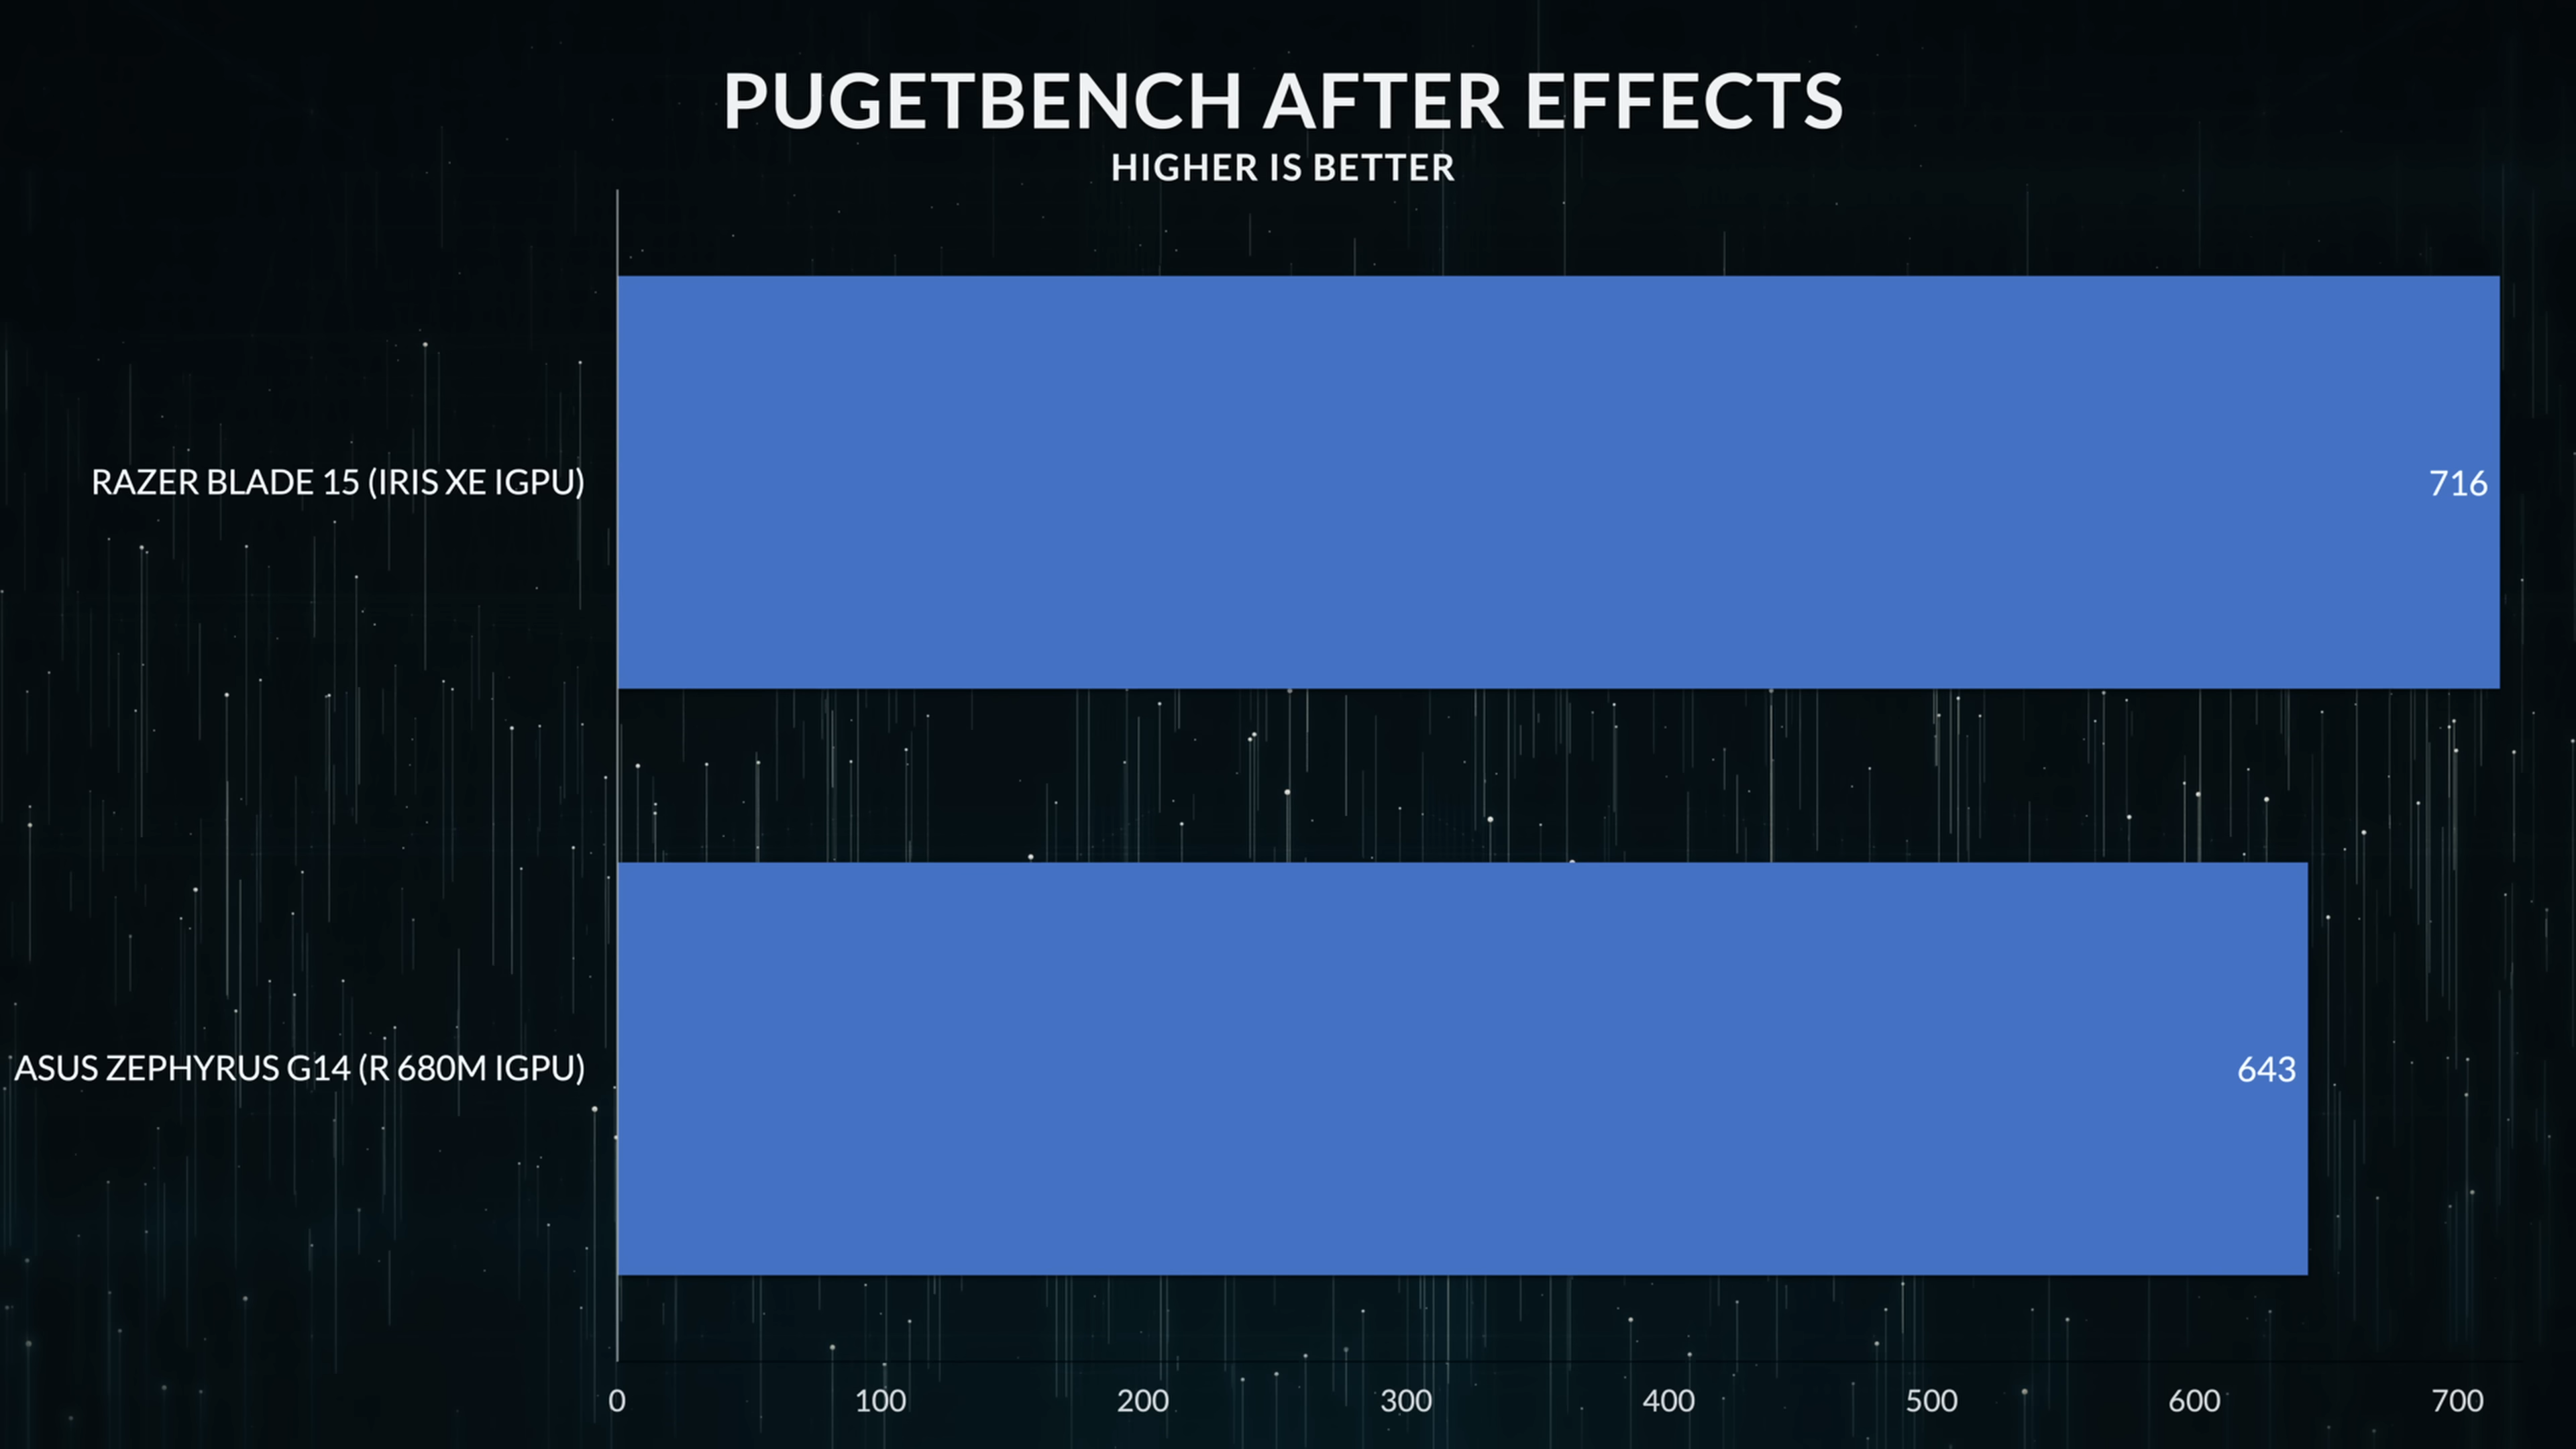 PUGETBENCH AFTER EFFECTS
HIGHER IS BETTER
RAZER BLADE 15 (IRIS XE IGPU)
716
ASUS ZEPHYRUS G14 (R 680M IGPU)
643
0 100 200 300 400 500 600 700